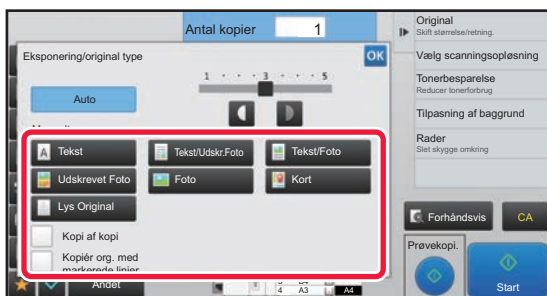 Antal kopier 1
Eksponering/original type
OK
1 · · · 3 · · · 5
Auto
A Tekst
Tekst/Udskr.Foto
Tekst/Foto
Udskrevet Foto
Foto
Kort
Lys Original
Kopi af kopi
Kopiér org. med
markerede linier
Andet
4 A3
A4
Original
Skift størrelse/retning.
Vælg scanningsopløsning
Tonerbesparelse
Reducer tonerforbrug
Tilpasning af baggrund
Rader
Slet skygge omkring
Forhåndsvis
CA
Prøvekopi.
Start